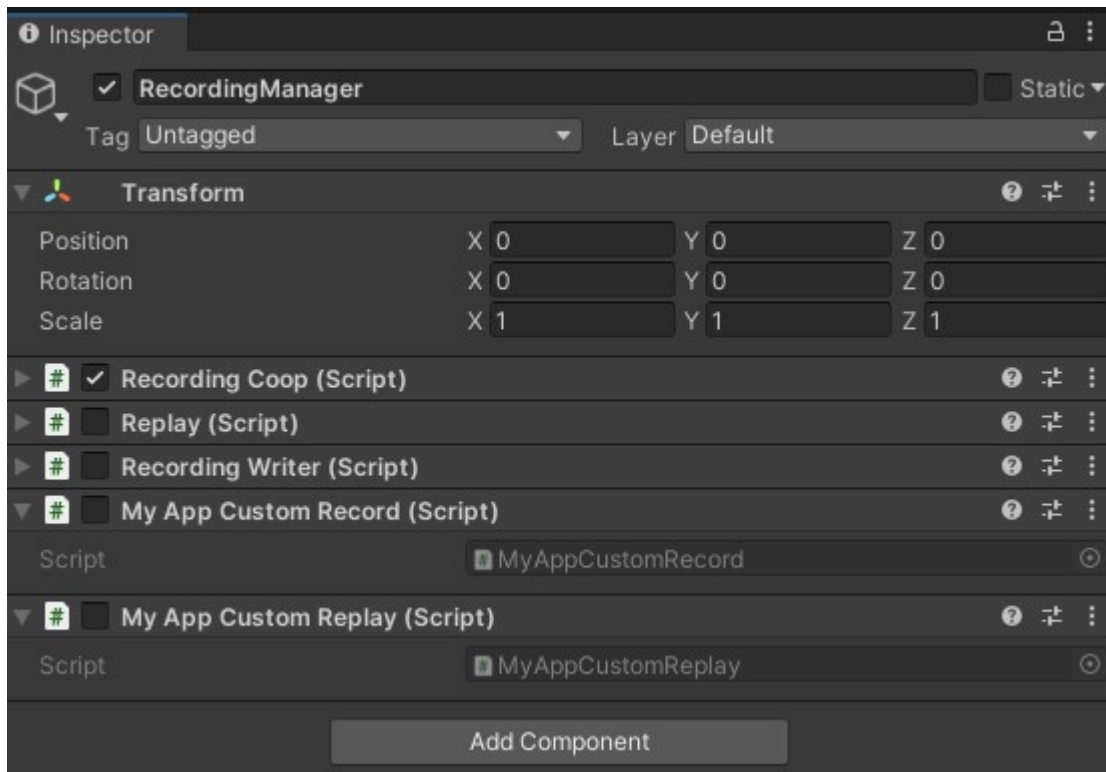 Inspector
RecordingManager Static
Tag Untagged Layer Default
Transform
Position X 0 Y 0 Z 0
Rotation X 0 Y 0 Z 0
Scale X 1 Y 1 Z 1
# Recording Coop (Script)
# Replay (Script)
# Recording Writer (Script)
# My App Custom Record (Script)
Script MyAppCustomRecord
# My App Custom Replay (Script)
Script MyAppCustomReplay
Add Component